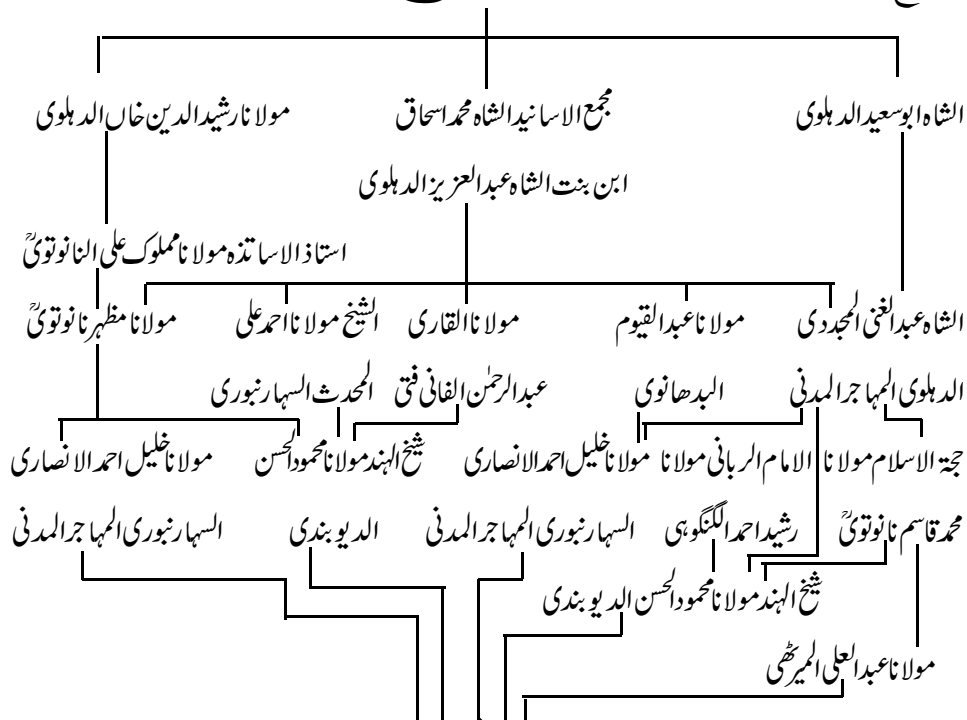 الشاہ ابوسعید الدہلوی
مجمع الاسانید الشاہ محمد اسحاق
مولانا رشید الدین خاں الدہلوی
ابن بنت الشاہ عبدالعزیز الدہلوی
استاذ الاساتذہ مولانا مملوک علی النانوتویؒ
الشاہ عبدالغنی المجددی
مولانا عبدالقیوم
مولانا القاری
الشیخ مولانا احمد علی
مولانا مظہر نانوتویؒ
الدہلوی المہاجر المدنی
البدھانوی
عبدالرحمٰن الفانی فتی
المحدث السہارنبوری
حجۃ الاسلام مولانا
الامام الربانی مولانا
مولانا خلیل احمد الانصاری
شیخ الہند مولانا محمود الحسن
مولانا خلیل احمد الانصاری
محمد قاسم نانوتویؒ
رشید احمد الگنگوہی
السہارنبوری المہاجر المدنی
الدیوبندی
السہارنبوری المہاجر المدنی
شیخ الہند مولانا محمود الحسن الدیوبندی
مولانا عبدالعلی المیرٹھی